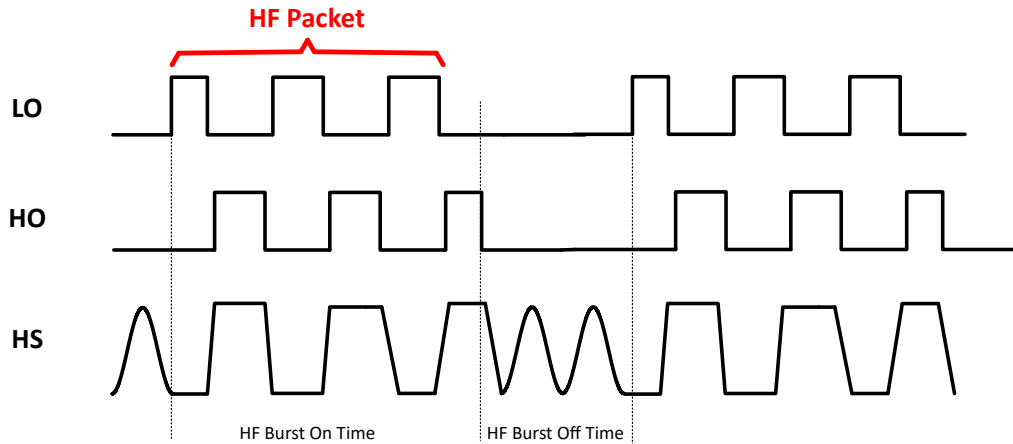 HF Packet
LO
HO
HS
HF Burst On Time
HF Burst Off Time